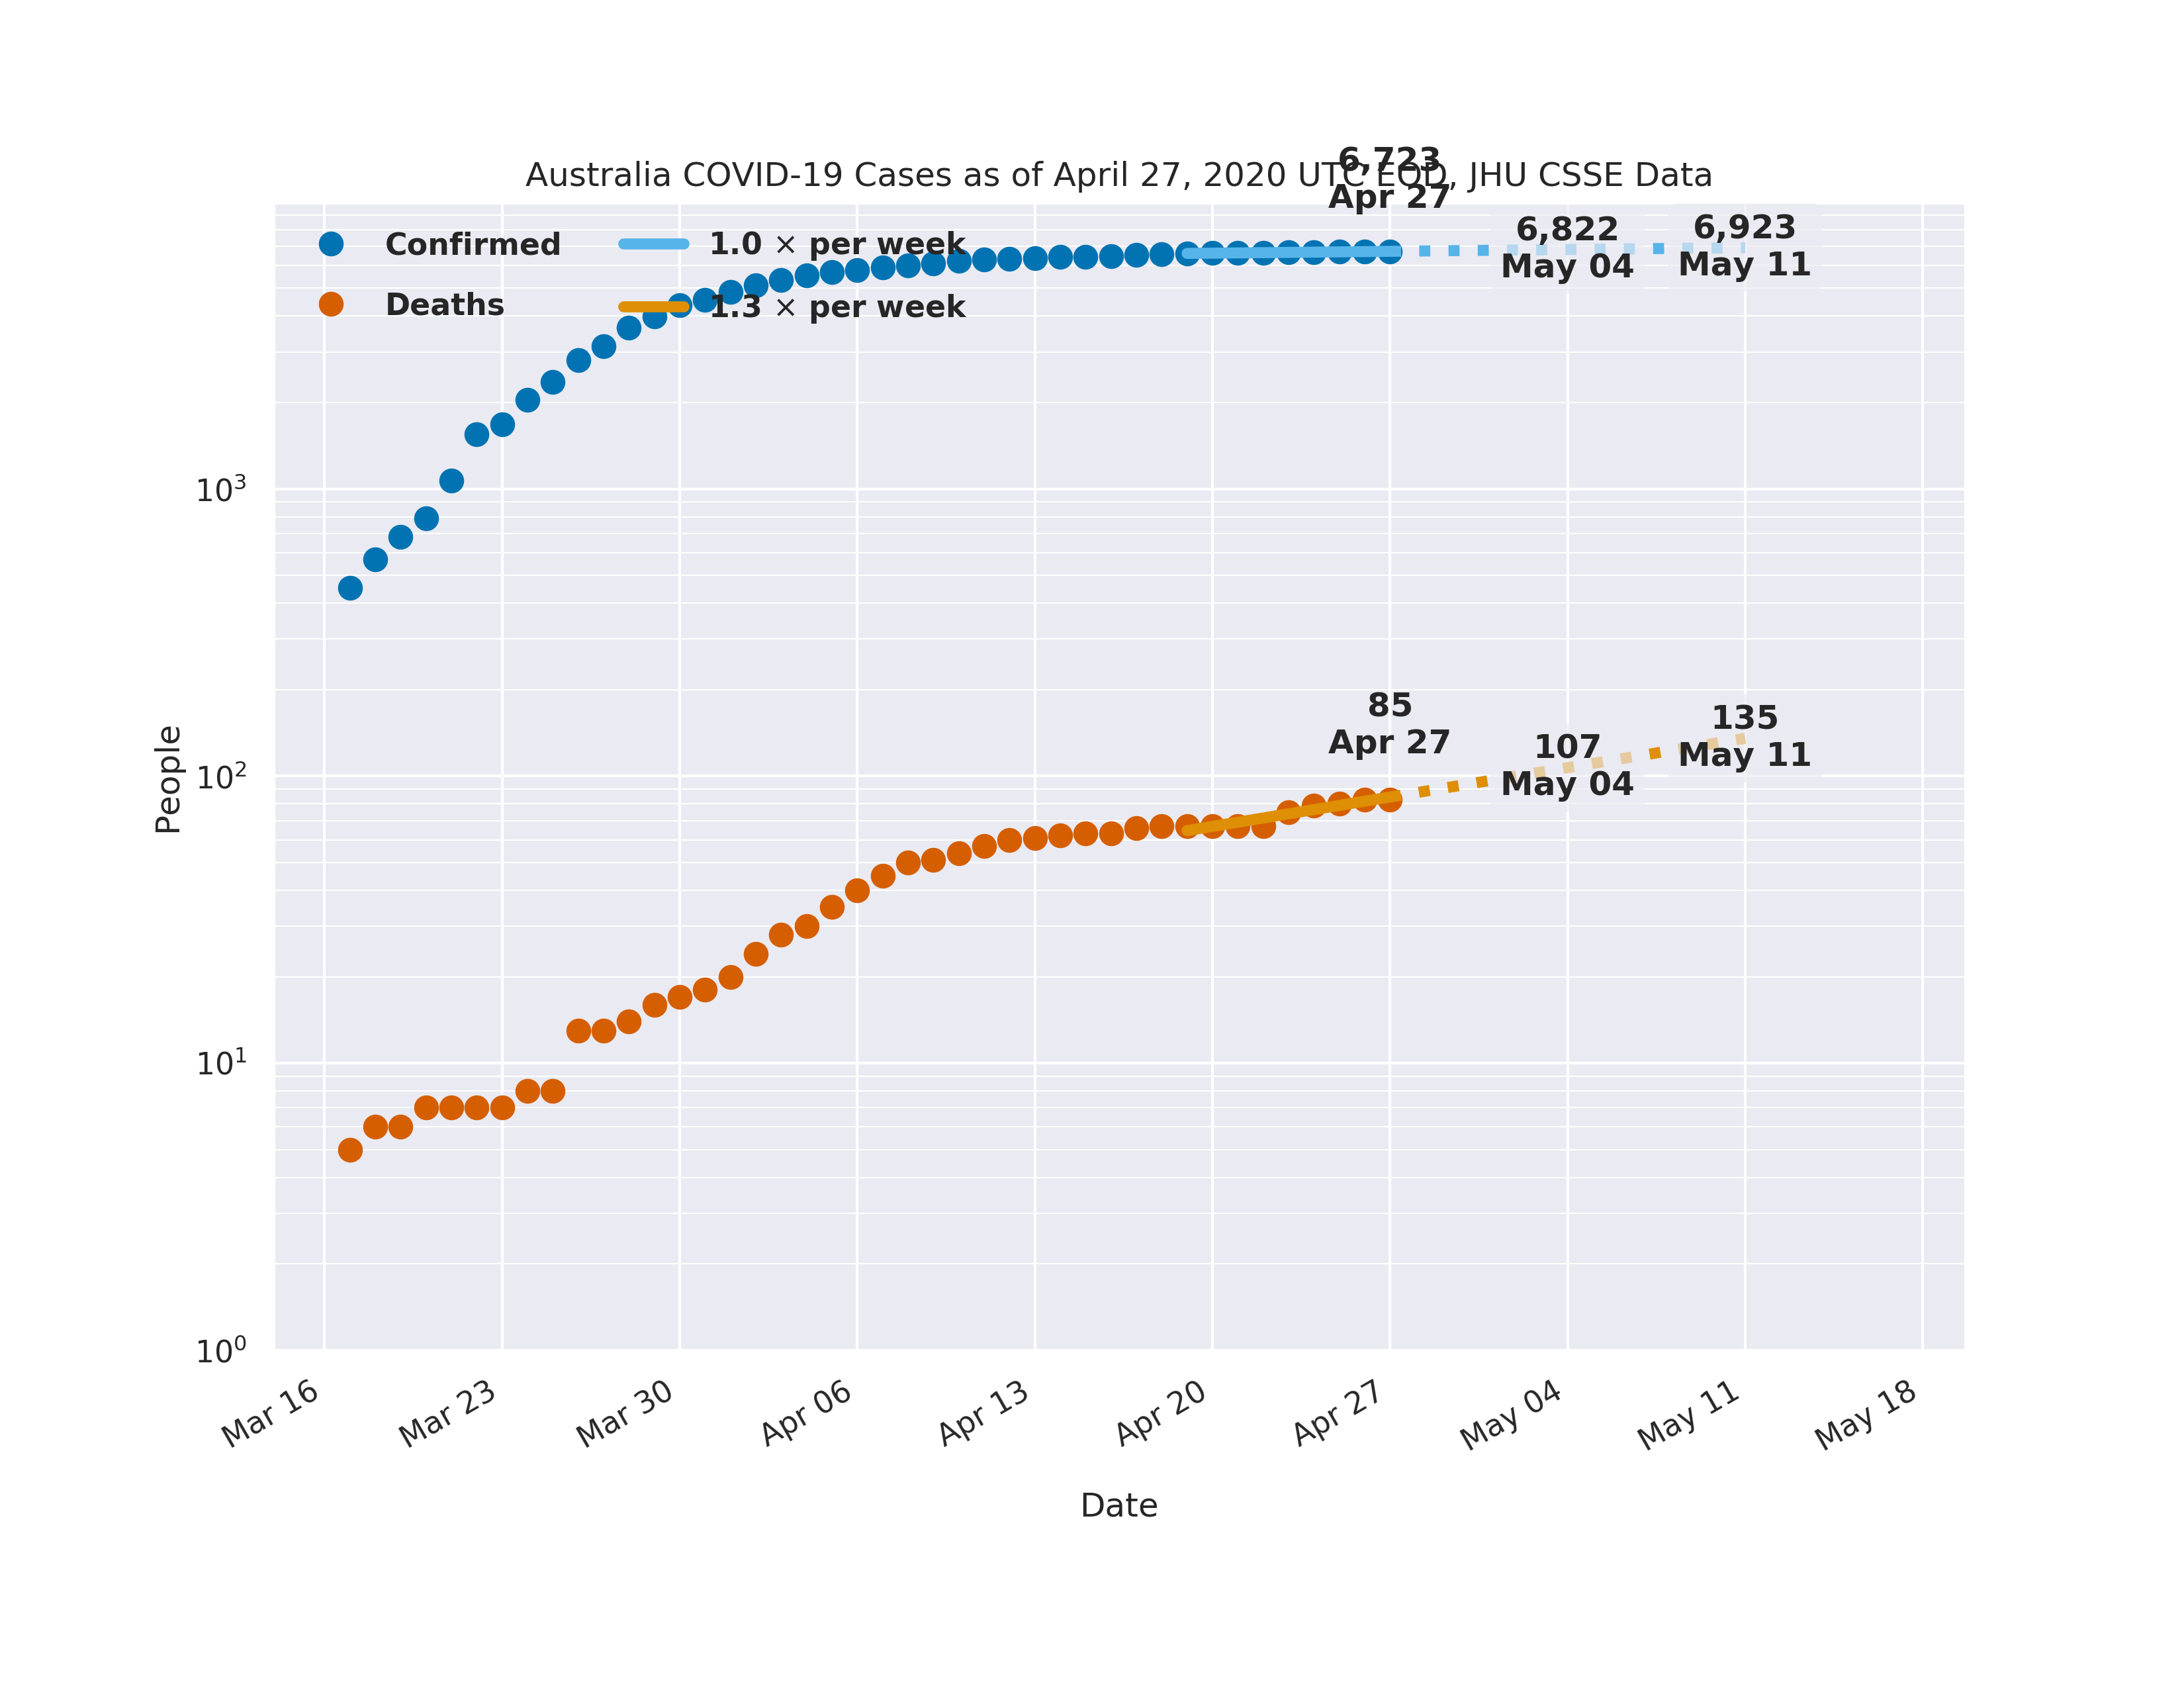 Australia COVID-19 Cases as of April 27, 2020 UTC EOD, JHU CSSE Data
6,723
Apr 27
6,822
May 04
6,923
May 11
Confirmed
Deaths
1.0 × per week
1.3 × per week
85
Apr 27
107
May 04
135
May 11
People
10³
10²
10¹
10⁰
Mar 16
Mar 23
Mar 30
Apr 06
Apr 13
Apr 20
Apr 27
May 04
May 11
May 18
Date